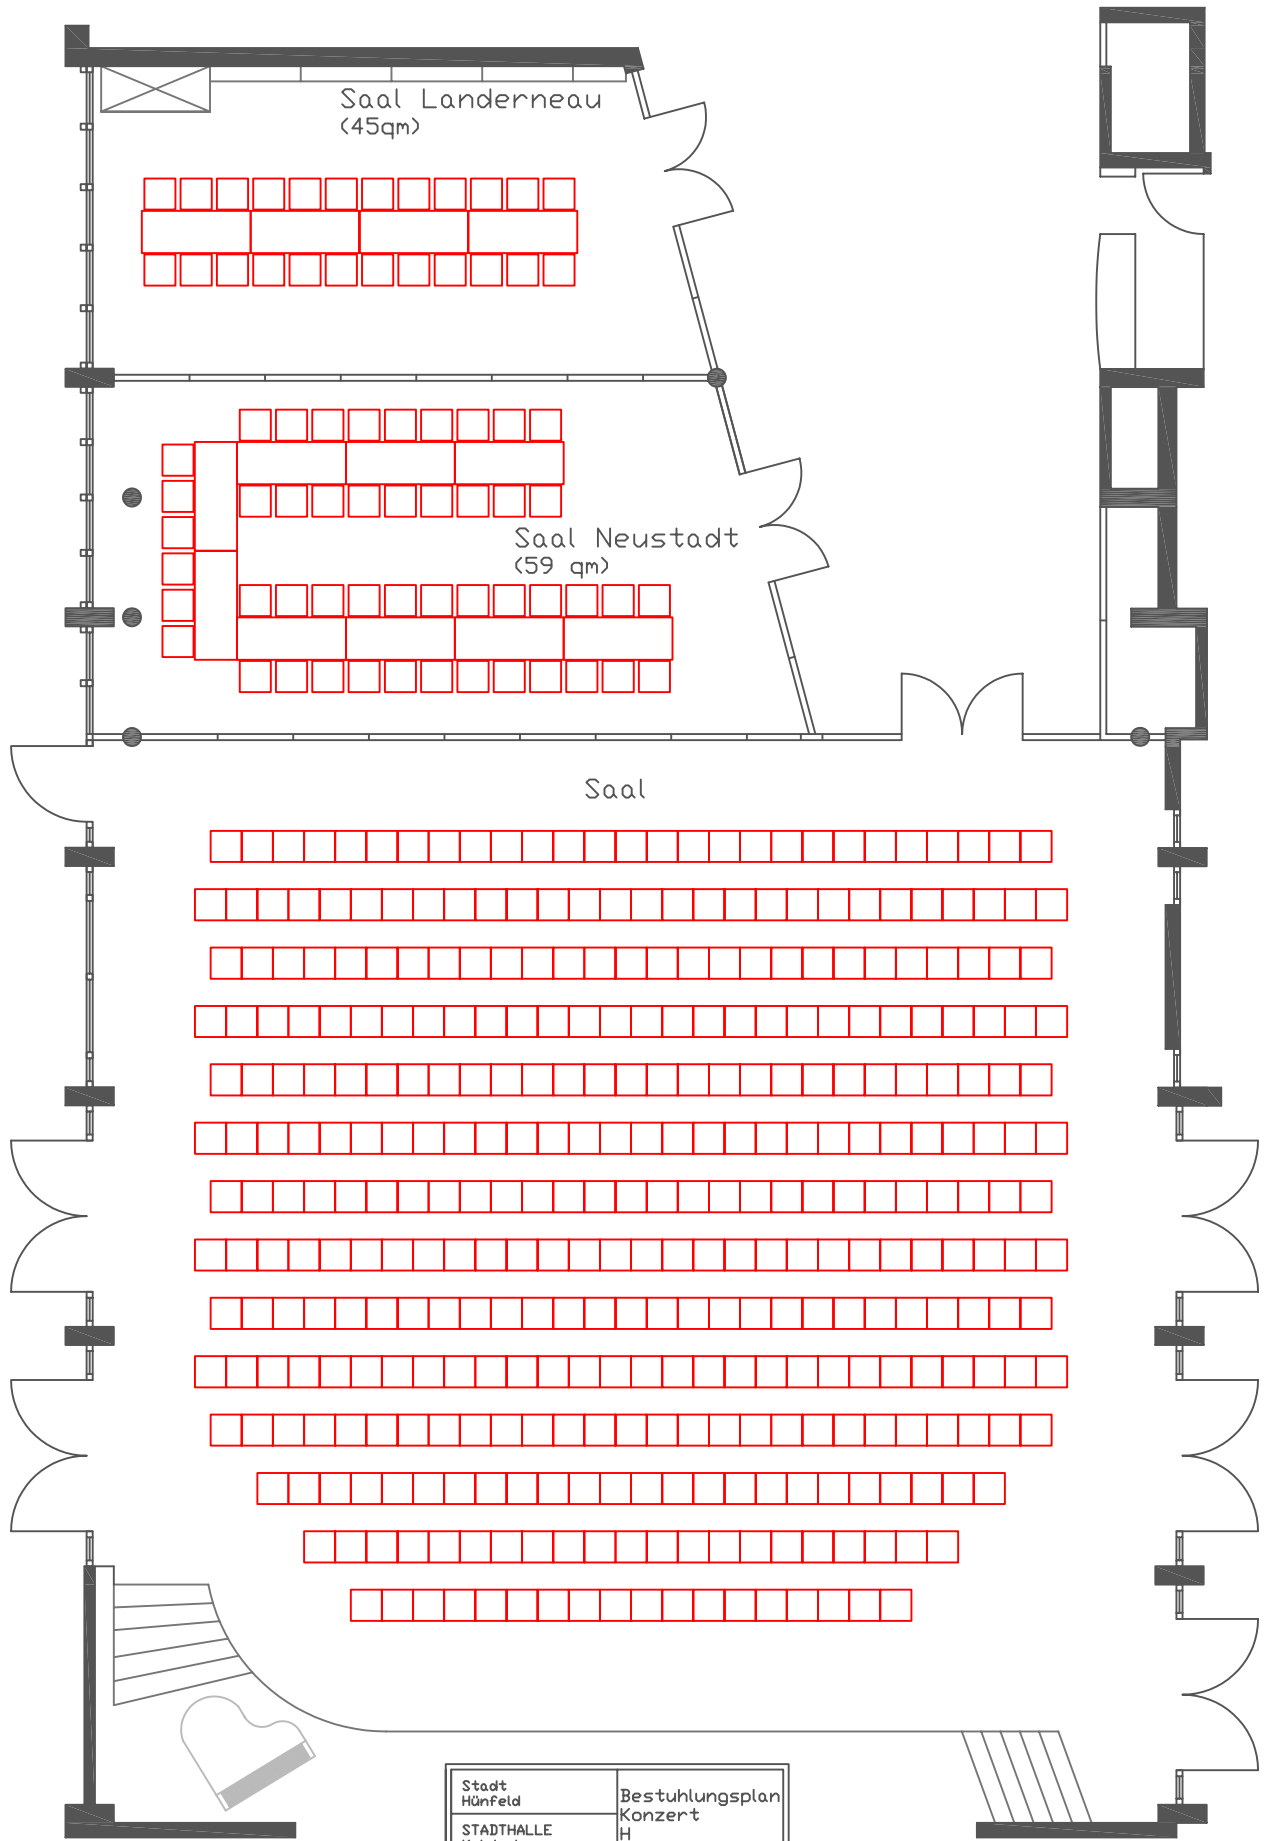 Saal Landerneau
(45qm)
Saal Neustadt
(59 qm)
Saal
Stadt
Hünfeld
STADTHALLE
Bestuhlungsplan
Konzert
H